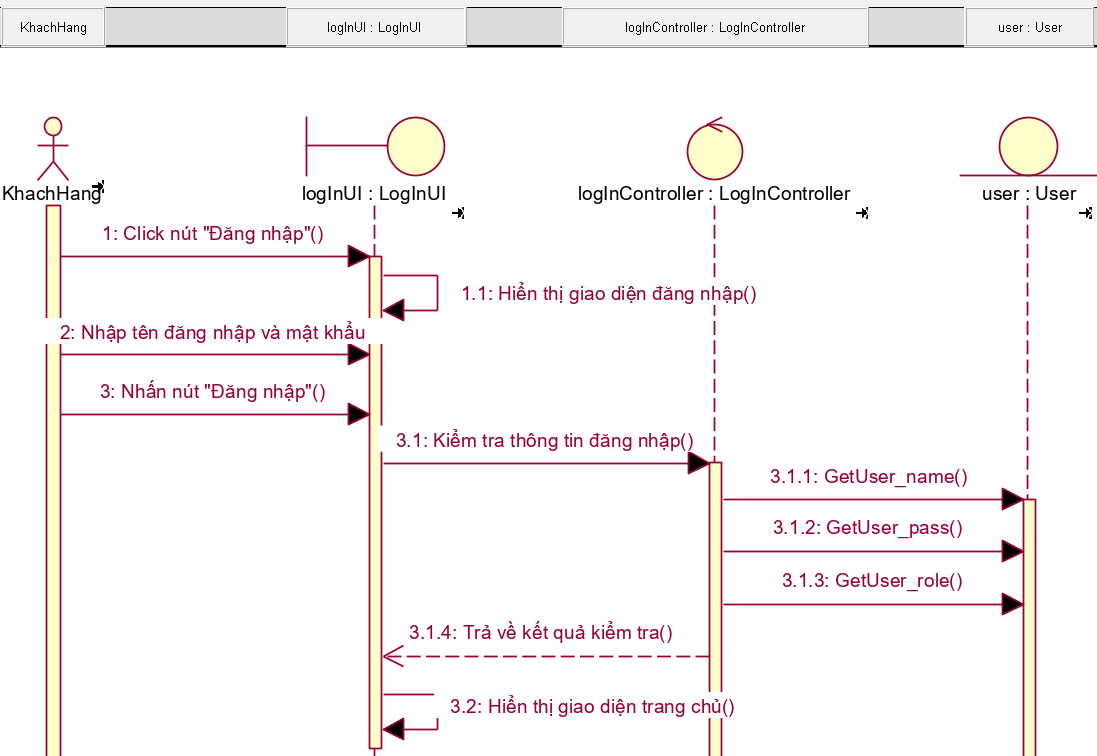 KhachHang
logInUI : LogInUI
logInController : LogInController
user : User
KhachHang
logInUI : LogInUI
logInController : LogInController
user : User
1: Click nút "Đăng nhập"()
1.1: Hiển thị giao diện đăng nhập()
2: Nhập tên đăng nhập và mật khẩu
3: Nhấn nút "Đăng nhập"()
3.1: Kiểm tra thông tin đăng nhập()
3.1.1: GetUser_name()
3.1.2: GetUser_pass()
3.1.3: GetUser_role()
3.1.4: Trả về kết quả kiểm tra()
3.2: Hiển thị giao diện trang chủ()